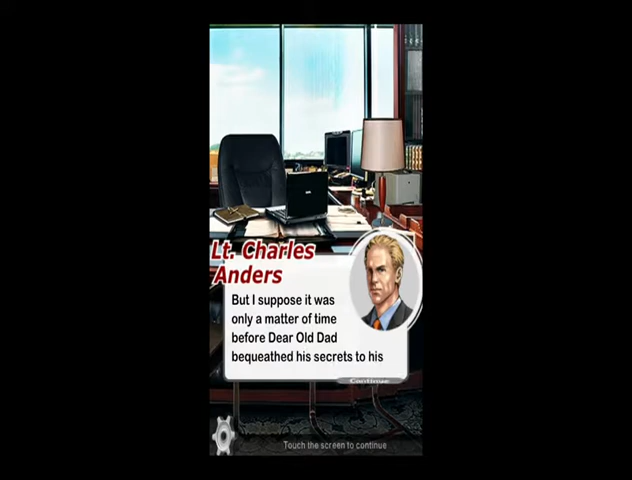 Lt. Charles
Anders
But I suppose it was
only a matter of time
before Dear Old Dad
bequeathed his secrets to his
Continue
Touch the screen to continue